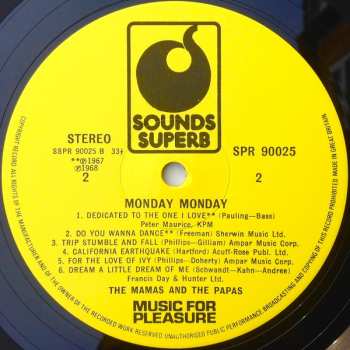 SOUNDS
SUPERB
STEREO
SSPR 90025 B 33⅓
**℗1967
℗1968
2
SPR 90025
2
MONDAY MONDAY
1. DEDICATED TO THE ONE I LOVE** (Pauling—Bass)
Peter Maurice, KPM
2. DO YOU WANNA DANCE** (Freeman) Sherwin Music Ltd.
3. TRIP STUMBLE AND FALL (Phillips—Gilliam) Ampar Music Corp.
4. CALIFORNIA EARTHQUAKE (Hartford) Acuff-Rose Publ. Ltd.
5. FOR THE LOVE OF IVY (Phillips—Doherty) Ampar Music Corp.
6. DREAM A LITTLE DREAM OF ME (Schwandt—Kahn—Andree)
Francis Day & Hunter Ltd.
THE MAMAS AND THE PAPAS
MUSIC FOR
PLEASURE
COPYRIGHT RECORD ALL RIGHTS OF THE MANUFACTURER AND OF THE OWNER OF THE RECORDED WORK RESERVED UNAUTHORISED PUBLIC PERFORMANCE BROADCASTING AND COPYING OF THIS RECORD PROHIBITED MADE IN GREAT BRITAIN